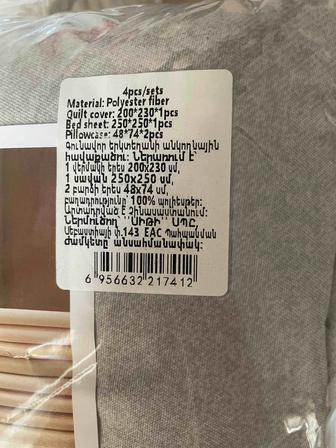 4pcs/sets
Material: Polyester fiber
Quilt cover: 200*230*1pcs
Bed sheet: 250*250*1pcs
Pillowcase: 48*74*2pcs
Գունավոր երկտեղանի անկողնային
հավաքածու: Ներառում է
1 վերմակի երես 200x230 սմ,
1 սավան 250x250 սմ,
2 բարձի երես 48x74 սմ,
բաղադրությունը՝ 100% պոլիեսթեր:
Արտադրված է Չինաստանում:
Ներմուծող՝ ՍԻԹԻ ՍՊԸ,
Սեբաստիայի փ.143 EAC Պահպանման
ժամկետը՝ անսահմանափակ:
6 956632 217412